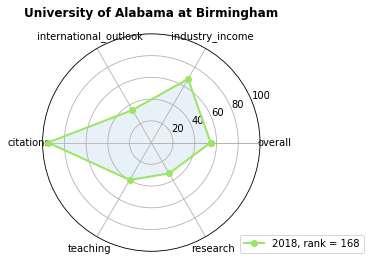 University of Alabama at Birmingham
international_outlook
industry_income
100
80
60
40
20
citations
overall
teaching
research
2018, rank = 168